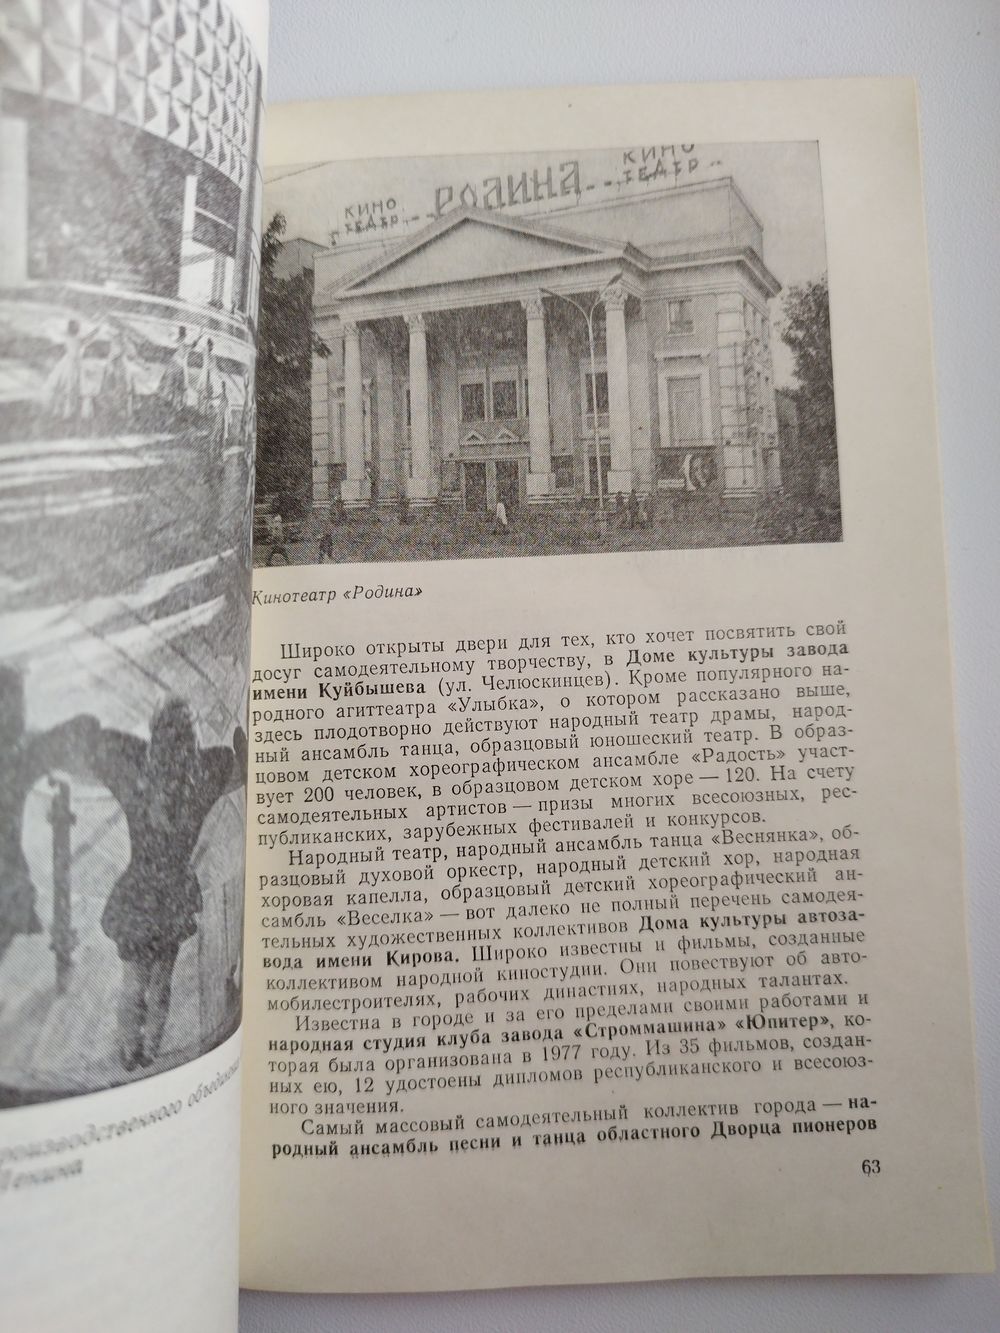 КИНО
ТЕАТР
РОДИНА
КИНО
ТЕАТР
Кинотеатр «Родина»
Широко открыты двери для тех, кто хочет посвятить свой
досуг самодеятельному творчеству, в Доме культуры завода
имени Куйбышева (ул. Челюскинцев). Кроме популярного на-
родного агиттеатра «Улыбка», о котором рассказано выше,
здесь плодотворно действуют народный театр драмы, народ-
ный ансамбль танца, образцовый юношеский театр. В образ-
цовом детском хореографическом ансамбле «Радость» участ-
вует 200 человек, в образцовом детском хоре — 120. На счету
самодеятельных артистов — призы многих всесоюзных, рес-
публиканских, зарубежных фестивалей и конкурсов.
Народный театр, народный ансамбль танца «Веснянка», об-
разцовый духовой оркестр, народный детский хор, народная
хоровая капелла, образцовый детский хореографический ан-
самбль «Веселка» — вот далеко не полный перечень самодея-
тельных художественных коллективов Дома культуры автоза-
вода имени Кирова. Широко известны и фильмы, созданные
коллективом народной киностудии. Они повествуют об авто-
мобилестроителях, рабочих династиях, народных талантах.
Известна в городе и за его пределами своими работами и
народная студия клуба завода «Строммашина» «Юпитер», ко-
торая была организована в 1977 году. Из 35 фильмов, создан-
ных ею, 12 удостоены дипломов республиканского и всесоюз-
ного значения.
Самый массовый самодеятельный коллектив города — на-
родный ансамбль песни и танца областного Дворца пионеров
63
роизводственного объединения
Ленина